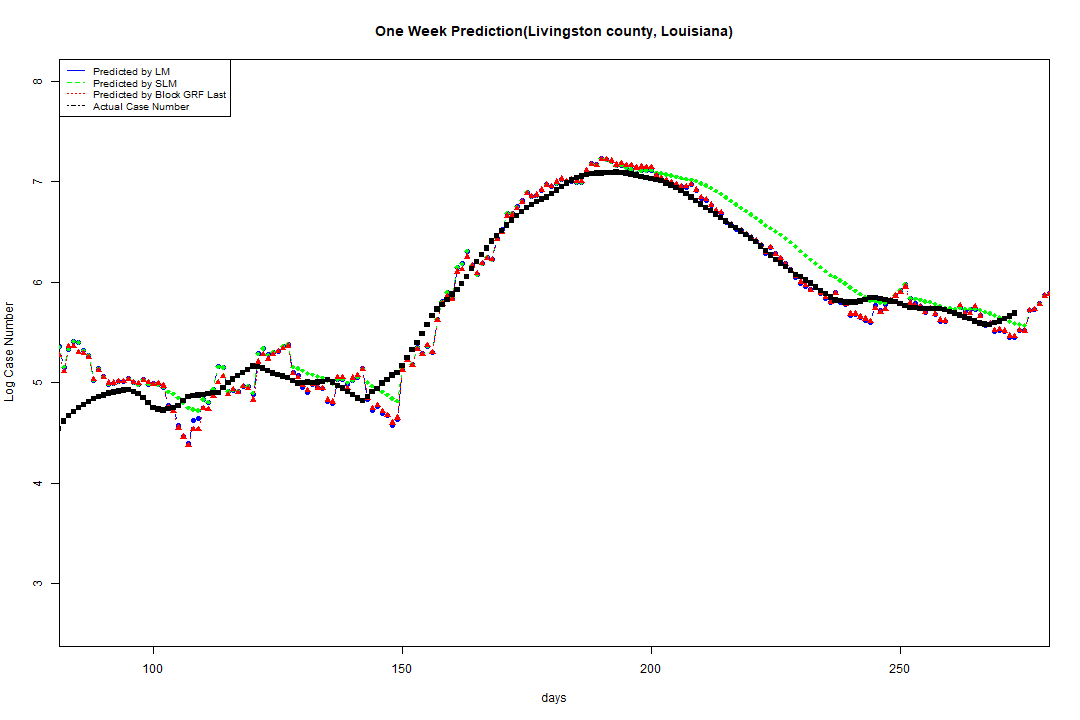 One Week Prediction(Livingston county, Louisiana)
Predicted by LM
Predicted by SLM
Predicted by Block GRF Last
Actual Case Number
8
7
6
5
4
3
Log Case Number
100 150 200 250
days